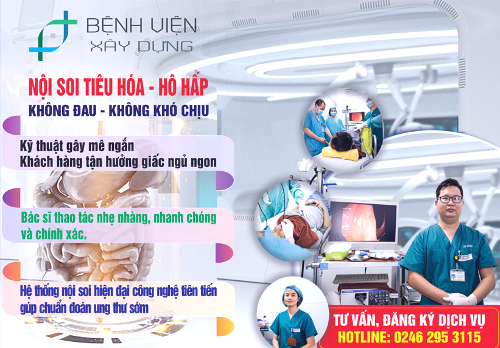 BỆNH VIỆN
XÂY DỰNG
NỘI SOI TIÊU HÓA - HÔ HẤP
KHÔNG ĐAU - KHÔNG KHÓ CHỊU
Kỹ thuật gây mê ngắn
Khách hàng tận hưởng giấc ngủ ngon
Bác sĩ thao tác nhẹ nhàng, nhanh chóng
và chính xác.
Hệ thống nội soi hiện đại công nghệ tiên tiến
giúp chuẩn đoán ung thư sớm
TƯ VẤN, ĐĂNG KÝ DỊCH VỤ
HOTLINE: 0246 295 3115